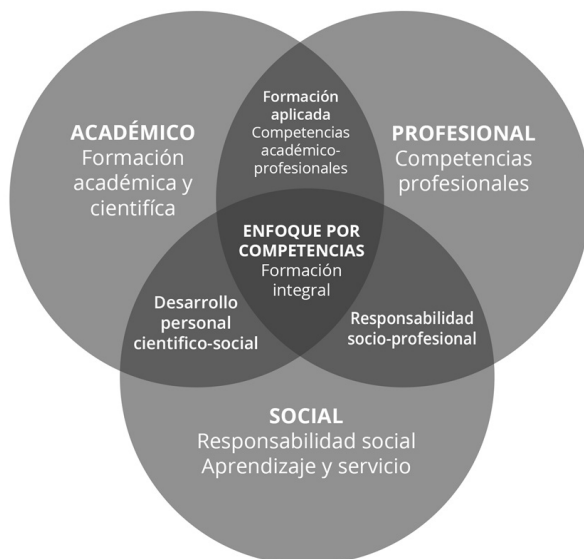 ACADÉMICO
Formación
académica y
cientifíca
Formación
aplicada
Competencias
académico-
profesionales
PROFESIONAL
Competencias
profesionales
ENFOQUE POR
COMPETENCIAS
Formación
integral
Desarrollo
personal
cientifico-social
Responsabilidad
socio-profesional
SOCIAL
Responsabilidad social
Aprendizaje y servicio